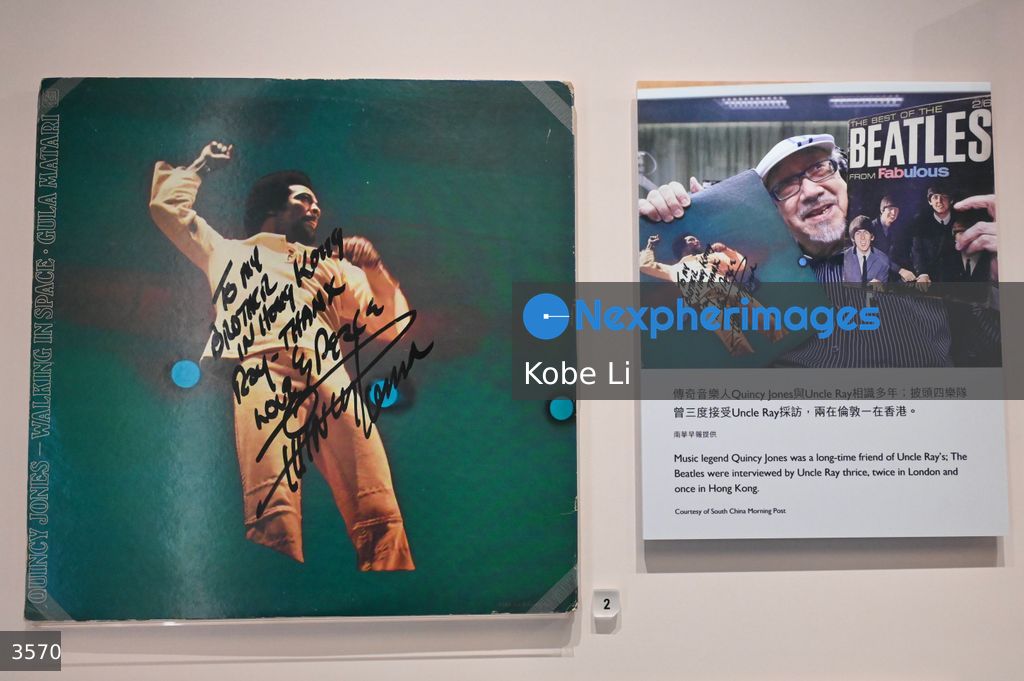 QUINCY JONES – WALKING IN SPACE · GULA MATARI
TO MY
BROTHER
IN HONG KONG
RAY - THANX
LOVE & PEACE
THE BEST OF THE
BEATLES
FROM Fabulous
2/6
Nexpherimages
Kobe Li
傳奇音樂人Quincy Jones與Uncle Ray相識多年；披頭四樂隊
曾三度接受Uncle Ray採訪，兩在倫敦一在香港。
南華早報提供
Music legend Quincy Jones was a long-time friend of Uncle Ray's; The
Beatles were interviewed by Uncle Ray thrice, twice in London and
once in Hong Kong.
Courtesy of South China Morning Post
2
3570